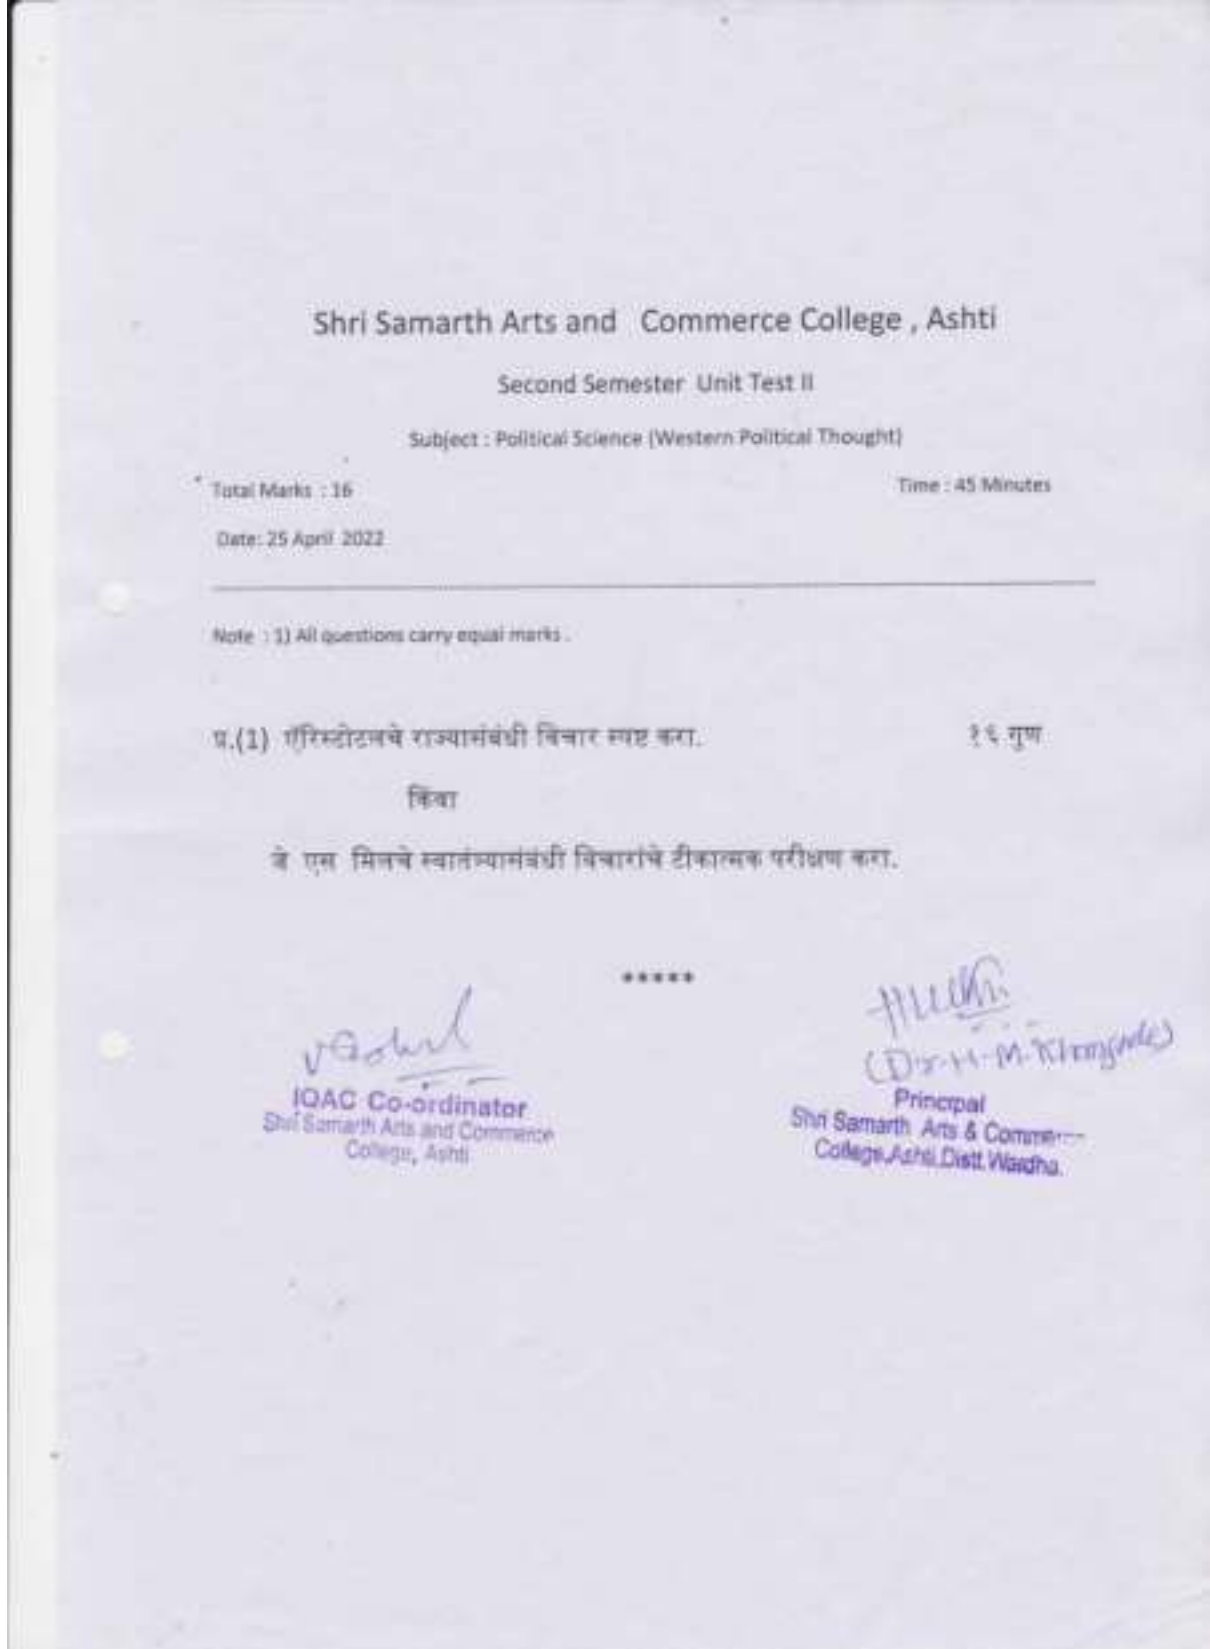 Shri Samarth Arts and Commerce College , Ashti
Second Semester Unit Test II
Subject : Political Science (Western Political Thought)
Total Marks : 16 Time : 45 Minutes
Date: 25 April 2022
Note : 1) All questions carry equal marks .
प्र.(1) ऍरिस्टोटलचे राज्यासंबंधी विचार स्पष्ट करा. १६ गुण
किंवा
जे एस मिलचे स्वातंत्र्यासंबंधी विचारांचे टीकात्मक परीक्षण करा.
*****
(Dr. H. M.
IQAC Co-ordinator
Shri Samarth Arts and Commerce
College, Ashti
Principal
Shri Samarth Arts & Commerce
College,Ashti,Distt.Wardha.